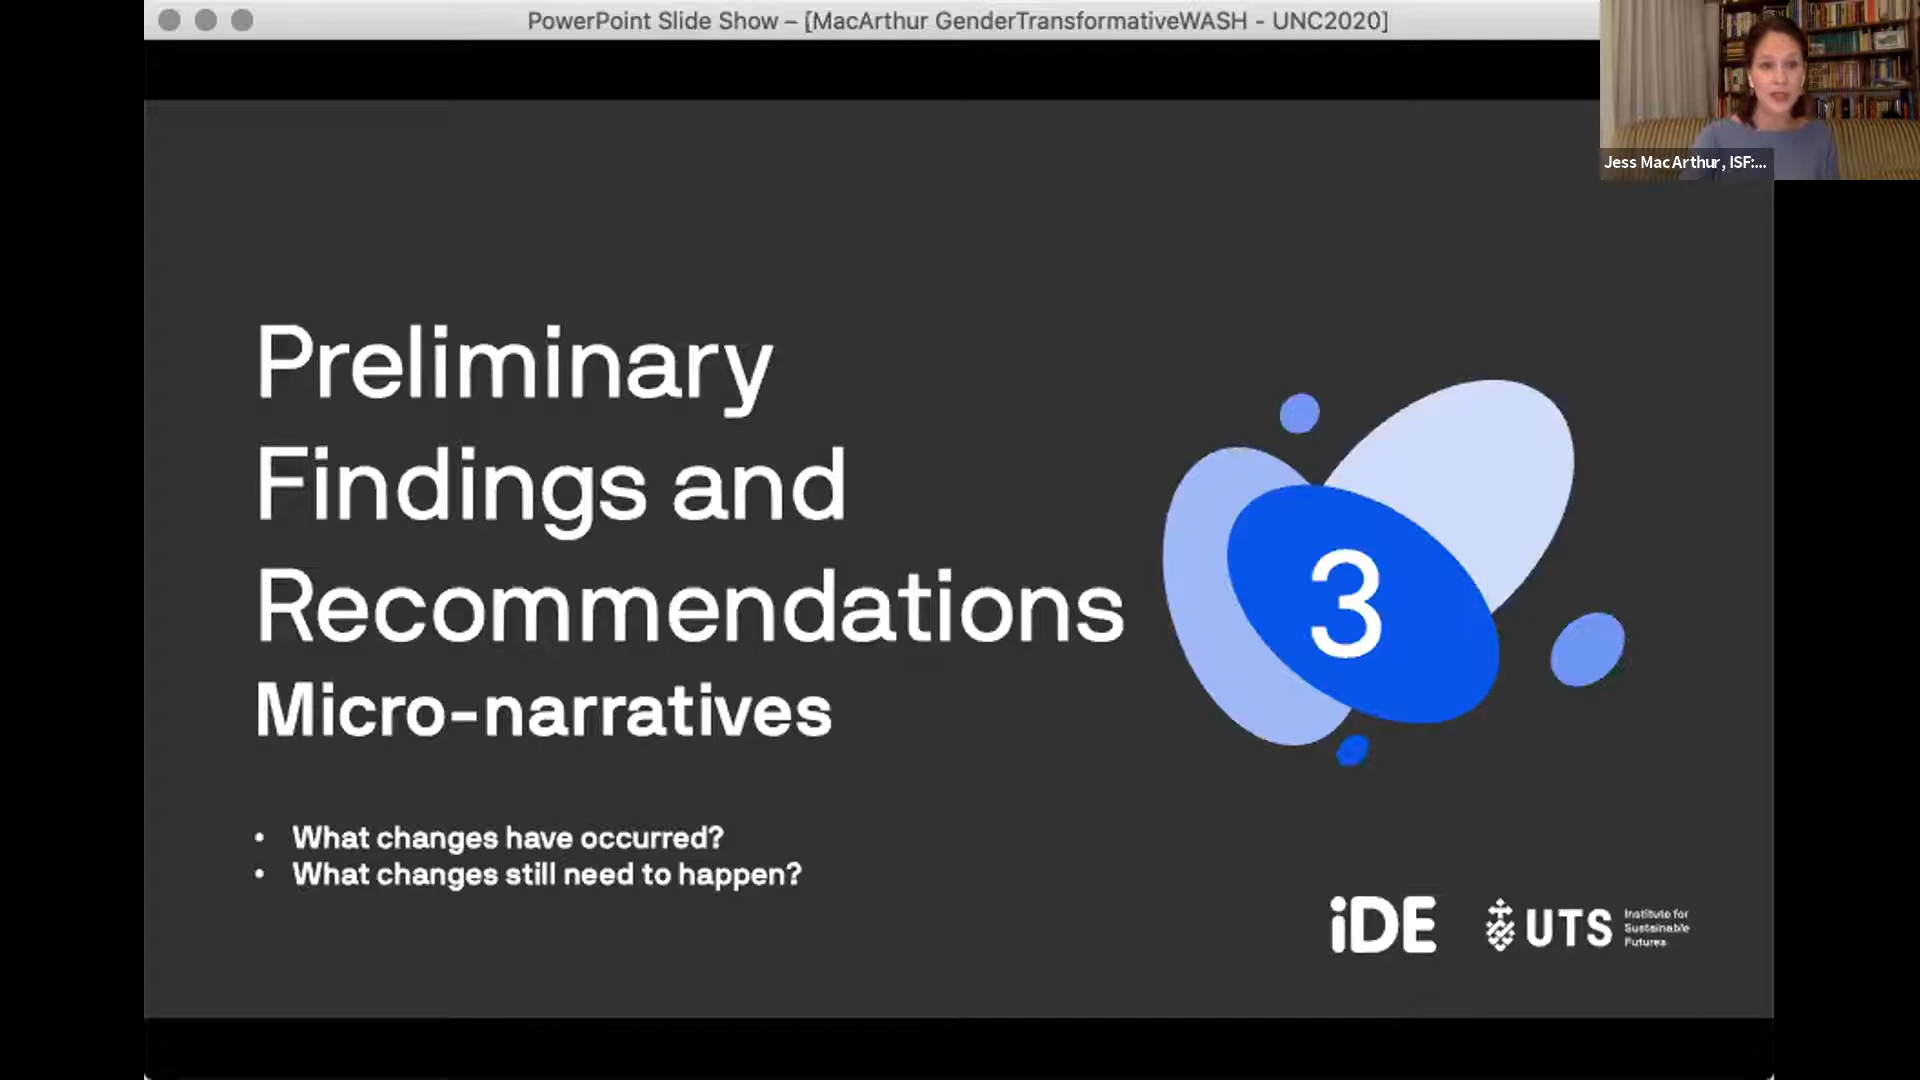 PowerPoint Slide Show – [MacArthur GenderTransformativeWASH - UNC2020]
Jess MacArthur, ISF:...
Preliminary
Findings and
Recommendations
Micro-narratives
3
• What changes have occurred?
• What changes still need to happen?
iDE
UTS
Institute for
Sustainable
Futures